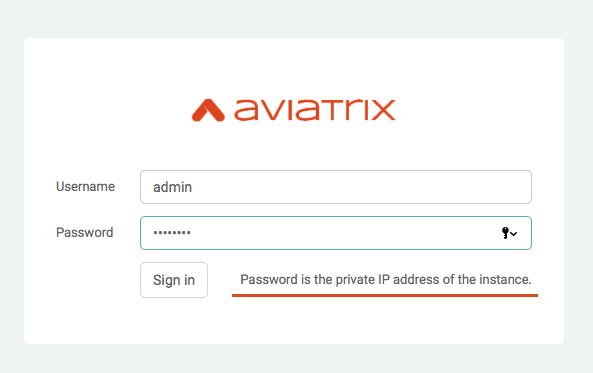 aviatrix
Username
admin
Password
••••••••
Sign in
Password is the private IP address of the instance.